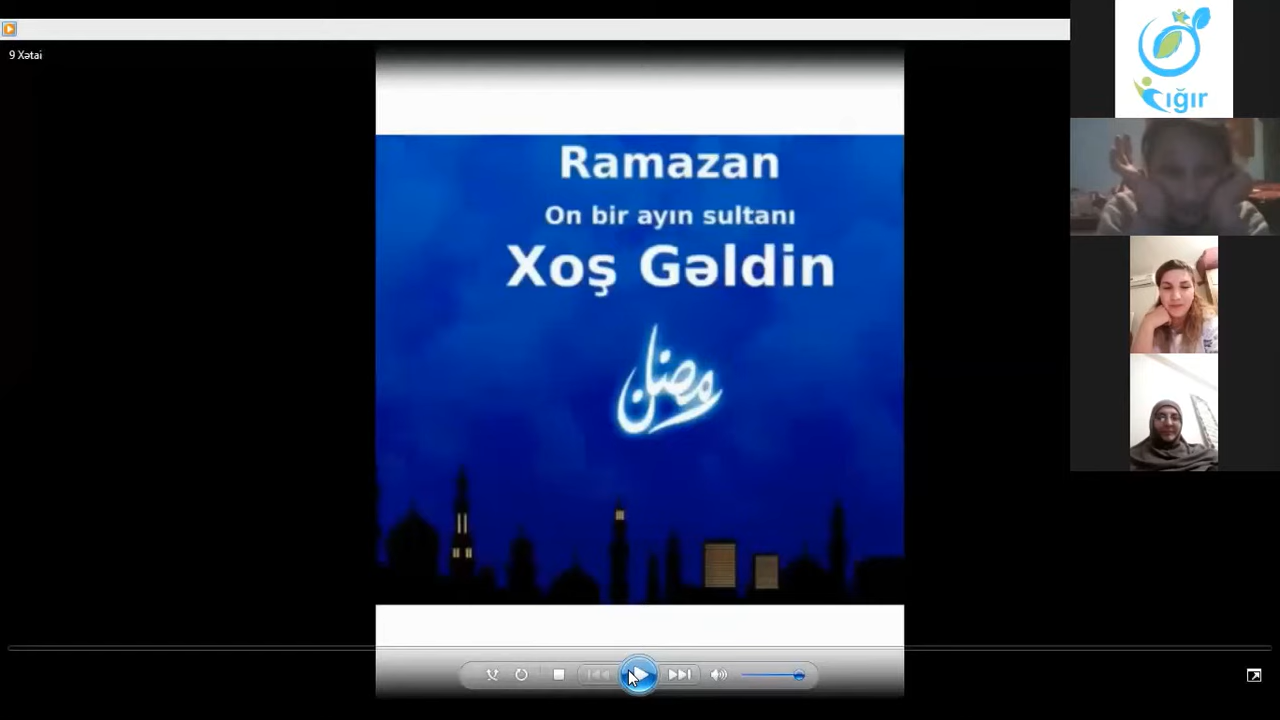 9 Xətai
Ramazan
On bir ayın sultanı
Xoş Gəldin
رمضان
ığır